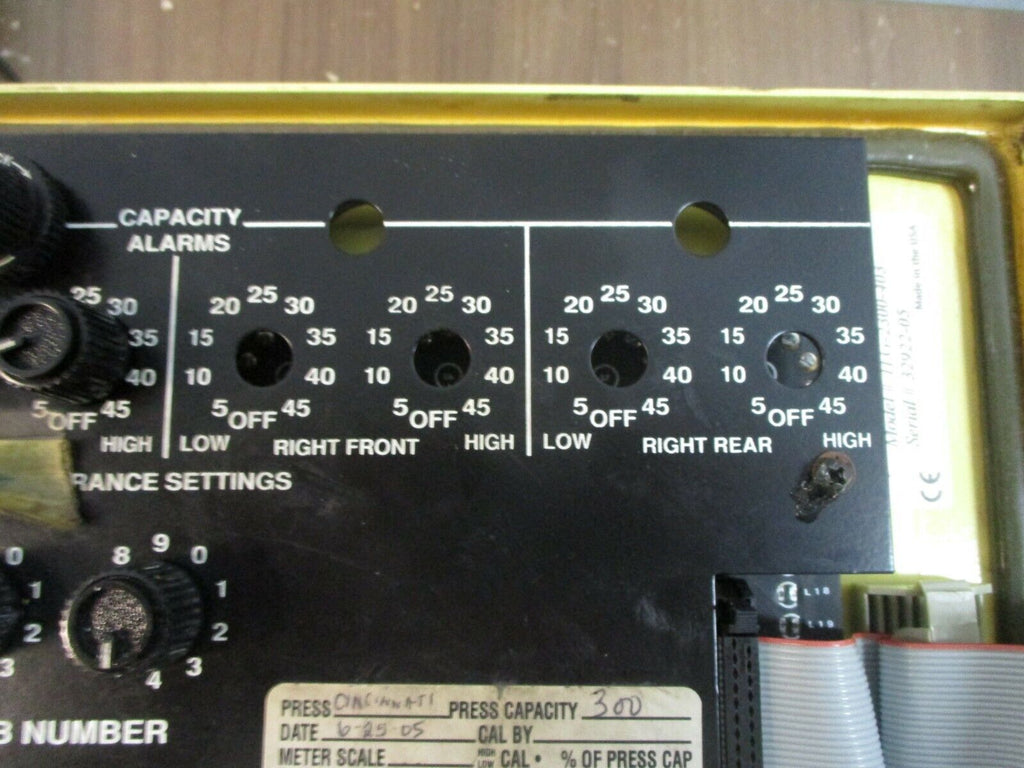 CAPACITY
ALARMS
25 30
35
40
5 OFF 45
HIGH
15 20 25 30 35
10 40
5 OFF 45
LOW
15 20 25 30 35
10 40
5 OFF 45
HIGH
RIGHT FRONT
15 20 25 30 35
10 40
5 OFF 45
LOW
15 20 25 30 35
10 40
5 OFF 45
HIGH
RIGHT REAR
RANCE SETTINGS
0
1
2
3
8 9 0
1
2
3
4
B NUMBER
L18
L19
Made in the USA
Serial # 32922-05
CE
PRESS CINCINNATI PRESS CAPACITY 300
DATE 6-25-05 CAL BY
METER SCALE HIGH LOW CAL • % OF PRESS CAP